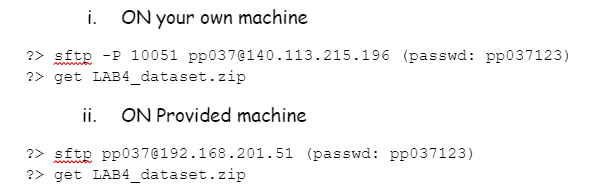 i. ON your own machine
?> sftp -P 10051 pp037@140.113.215.196 (passwd: pp037123)
?> get LAB4_dataset.zip
ii. ON Provided machine
?> sftp pp037@192.168.201.51 (passwd: pp037123)
?> get LAB4_dataset.zip